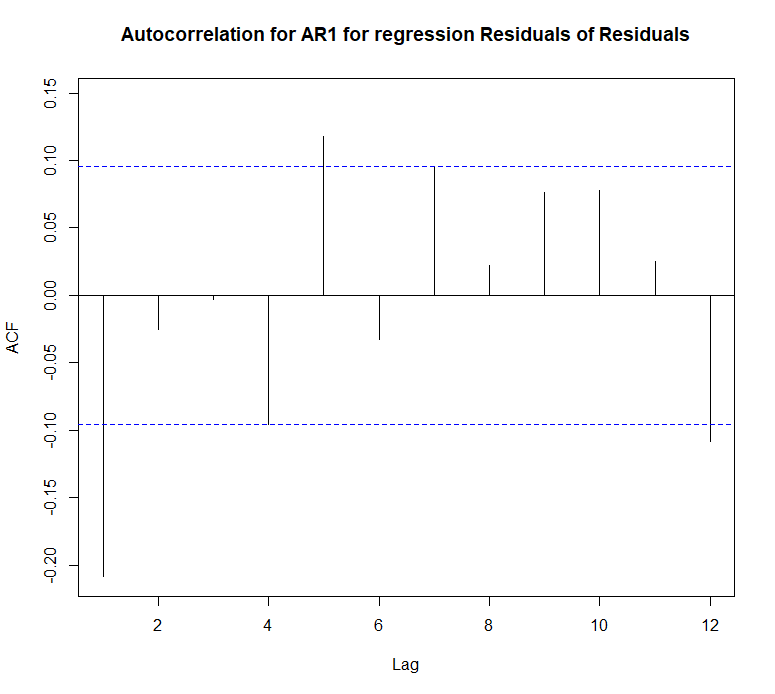 Autocorrelation for AR1 for regression Residuals of Residuals
0.15
0.10
0.05
0.00
-0.05
-0.10
-0.15
-0.20
ACF
2 4 6 8 10 12
Lag